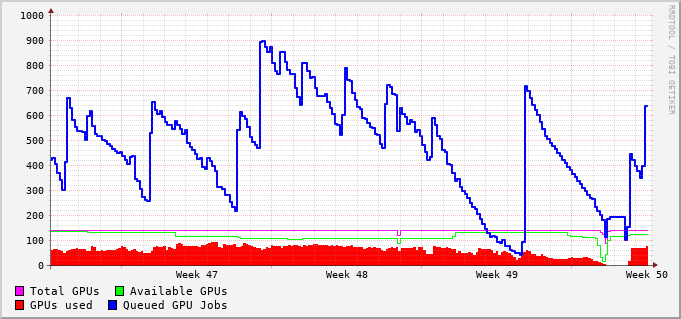 1000
900
800
700
600
500
400
300
200
100
0
Week 47 Week 48 Week 49 Week 50
Total GPUs Available GPUs
GPUs used Queued GPU Jobs
RRDTOOL / TOBI OETIKER